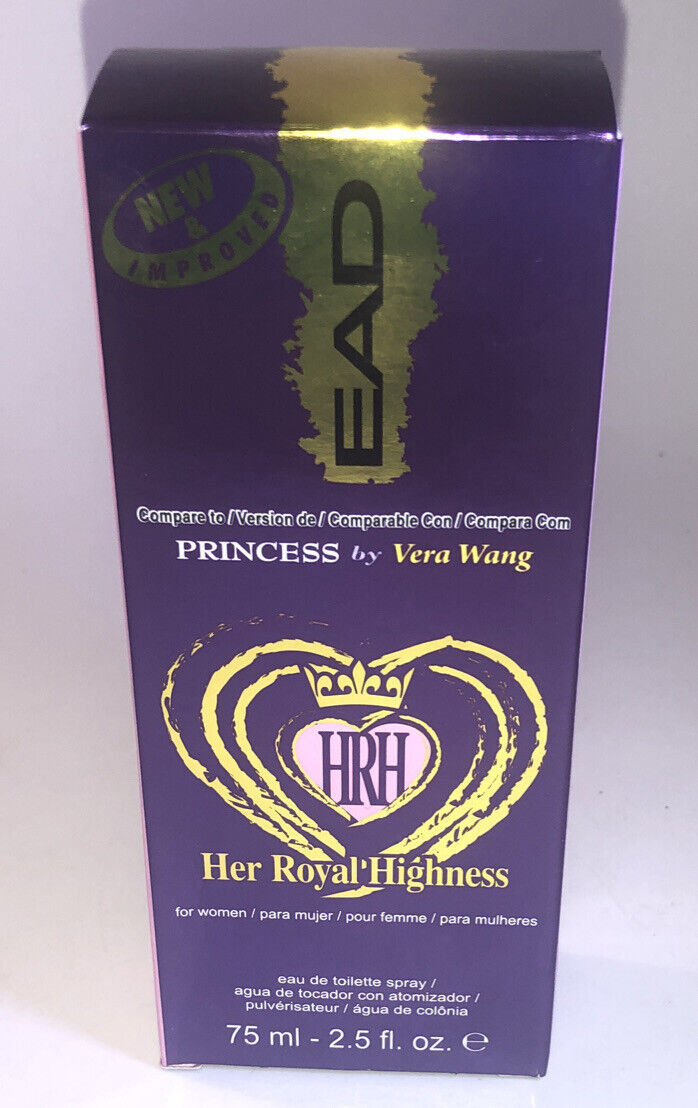 NEW
&
IMPROVED
EAD
Compare to / Version de / Comparable Con / Compara Com
PRINCESS by Vera Wang
HRH
Her Royal Highness
for women / para mujer / pour femme / para mulheres
eau de toilette spray /
agua de tocador con atomizador /
pulvérisateur / água de colônia
75 ml - 2.5 fl. oz. ℮